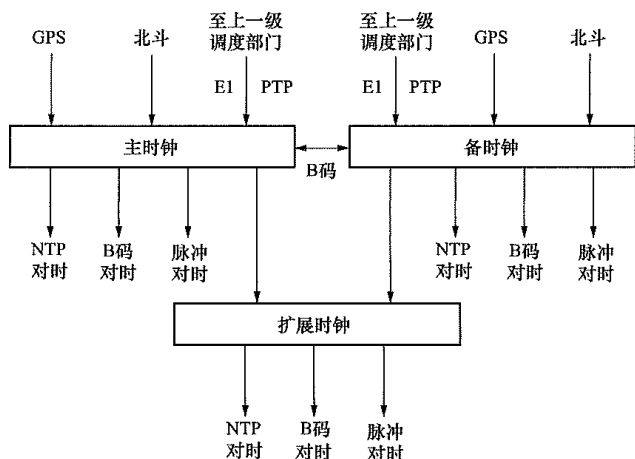 至上一级
调度部门
至上一级
调度部门
GPS
北斗
E1
PTP
E1
PTP
GPS
北斗
主时钟
B码
备时钟
NTP
对时
B码
对时
脉冲
对时
NTP
对时
B码
对时
脉冲
对时
扩展时钟
NTP
对时
B码
对时
脉冲
对时